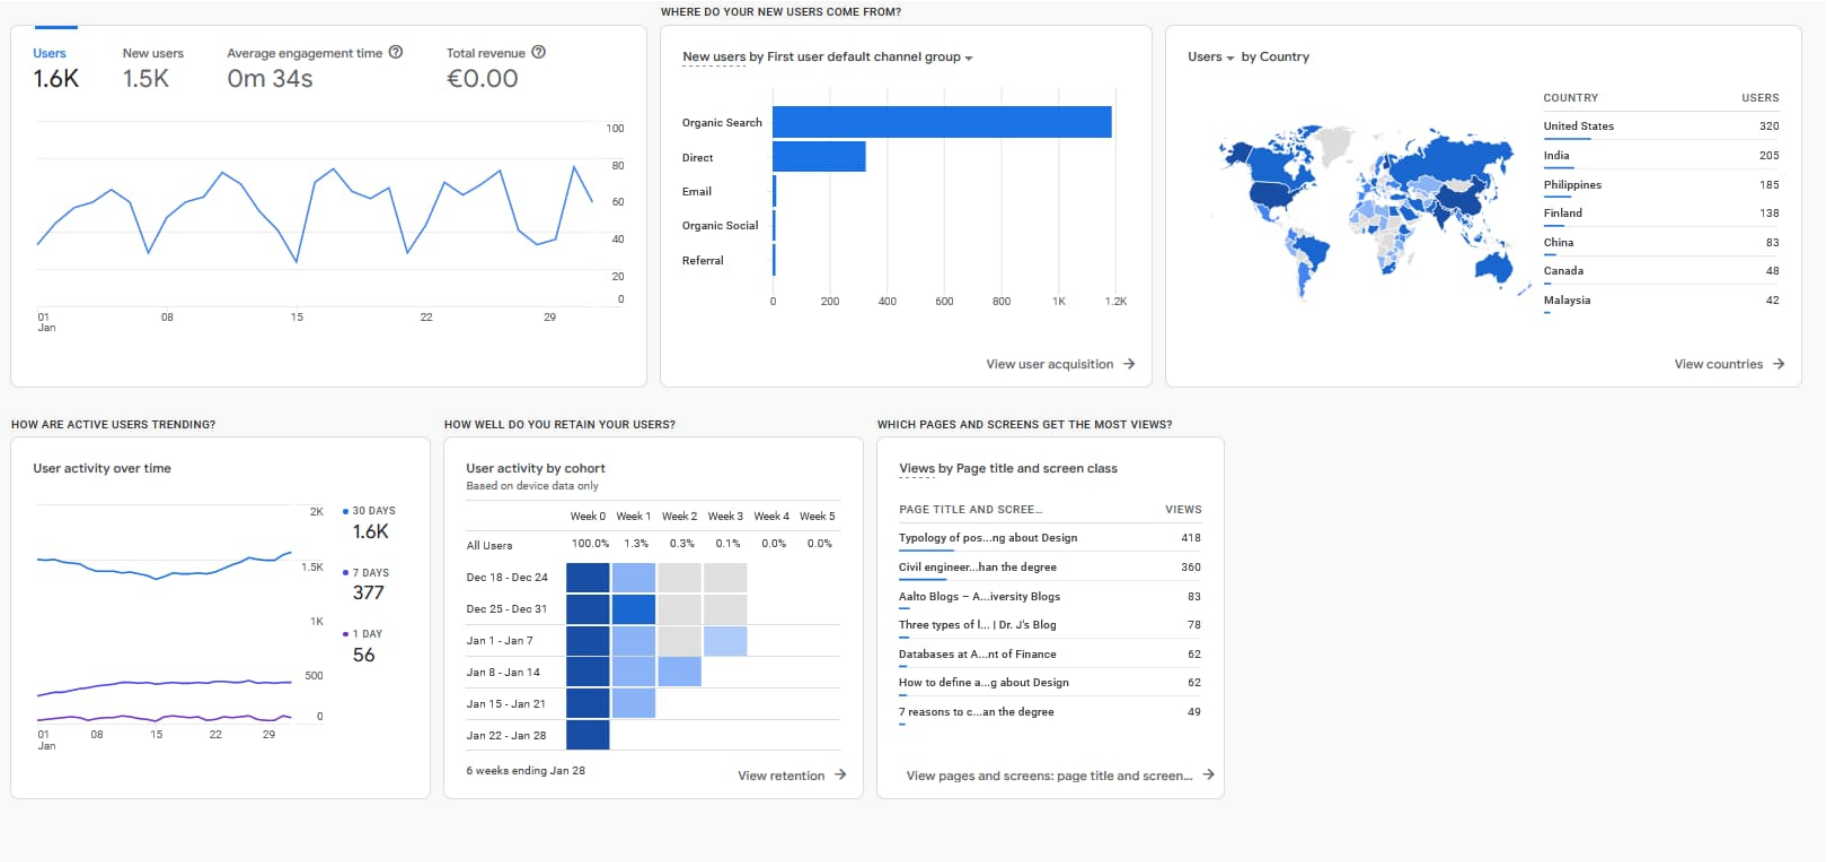 WHERE DO YOUR NEW USERS COME FROM?
Users New users Average engagement time Total revenue
1.6K 1.5K 0m 34s €0.00
100
80
60
40
20
0
01 08 15 22 29
Jan
New users by First user default channel group
Organic Search
Direct
Email
Organic Social
Referral
0 200 400 600 800 1K 1.2K
View user acquisition
Users by Country
COUNTRY USERS
United States 320
India 205
Philippines 185
Finland 138
China 83
Canada 48
Malaysia 42
View countries
HOW ARE ACTIVE USERS TRENDING?
User activity over time
2K
1.5K
1K
500
0
01 08 15 22 29
Jan
30 DAYS
1.6K
7 DAYS
377
1 DAY
56
HOW WELL DO YOU RETAIN YOUR USERS?
User activity by cohort
Based on device data only
Week 0 Week 1 Week 2 Week 3 Week 4 Week 5
All Users 100.0% 1.3% 0.3% 0.1% 0.0% 0.0%
Dec 18 - Dec 24
Dec 25 - Dec 31
Jan 1 - Jan 7
Jan 8 - Jan 14
Jan 15 - Jan 21
Jan 22 - Jan 28
6 weeks ending Jan 28
View retention
WHICH PAGES AND SCREENS GET THE MOST VIEWS?
Views by Page title and screen class
PAGE TITLE AND SCREE... VIEWS
Typology of pos...ng about Design 418
Civil engineer...han the degree 360
Aalto Blogs – A...iversity Blogs 83
Three types of l... | Dr. J's Blog 78
Databases at A...nt of Finance 62
How to define a...g about Design 62
7 reasons to c...an the degree 49
View pages and screens: page title and screen...